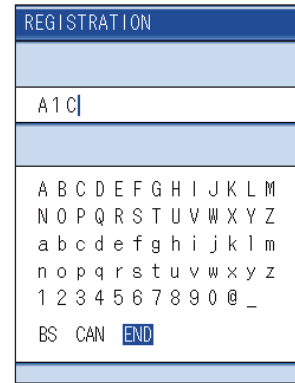 REGISTRATION
A1C
A B C D E F G H I J K L M
N O P Q R S T U V W X Y Z
a b c d e f g h i j k l m
n o p q r s t u v w x y z
1 2 3 4 5 6 7 8 9 0 @ _
BS CAN END